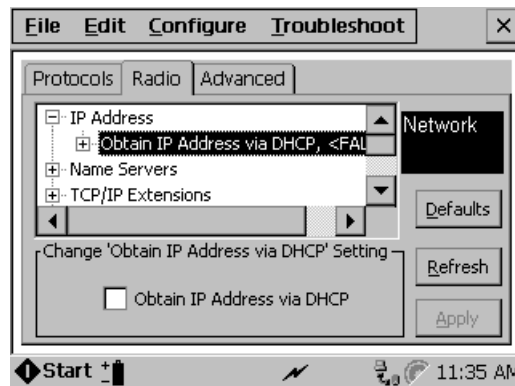 File Edit Configure Troubleshoot
Protocols Radio Advanced
IP Address
Obtain IP Address via DHCP, <FAL
Name Servers
TCP/IP Extensions
Network
Defaults
Change 'Obtain IP Address via DHCP' Setting
Refresh
Obtain IP Address via DHCP
Apply
Start 11:35 AM